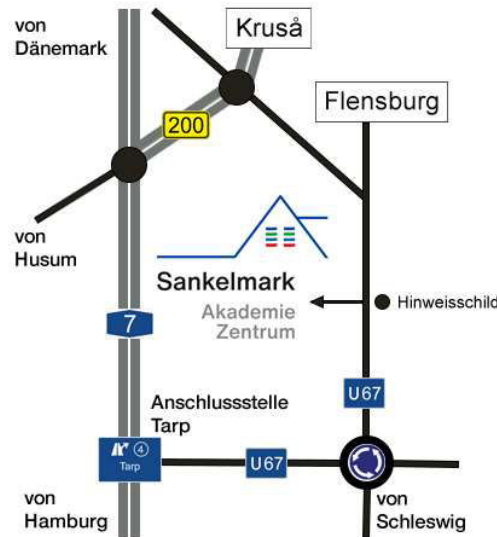 von
Dänemark
Kruså
Flensburg
200
von
Husum
Sankelmark
Akademie
Zentrum
Hinweisschild
7
U67
Anschlussstelle
Tarp
4
Tarp
U67
von
Hamburg
von
Schleswig